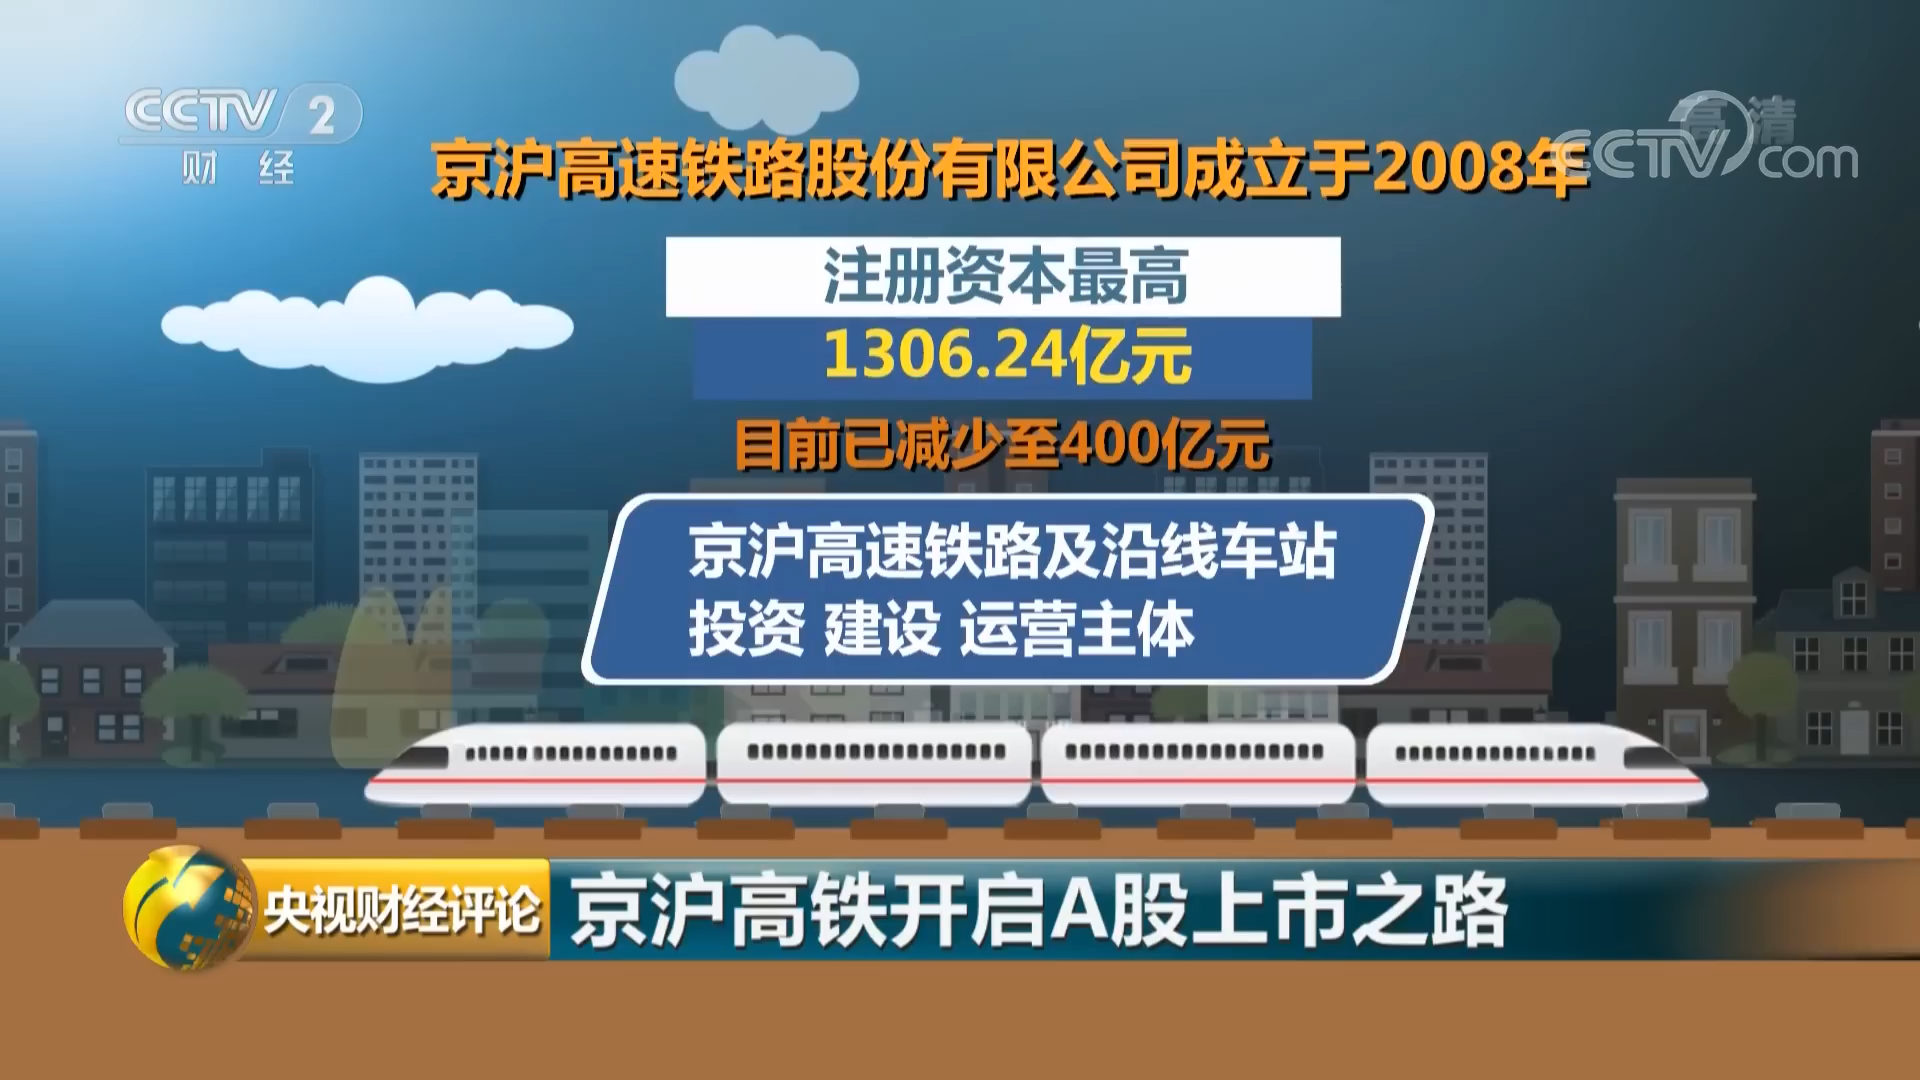 CCTV 2
财 经
高清
CCTV com
京沪高速铁路股份有限公司成立于2008年
注册资本最高
1306.24亿元
目前已减少至400亿元
京沪高速铁路及沿线车站
投资 建设 运营主体
央视财经评论
京沪高铁开启A股上市之路